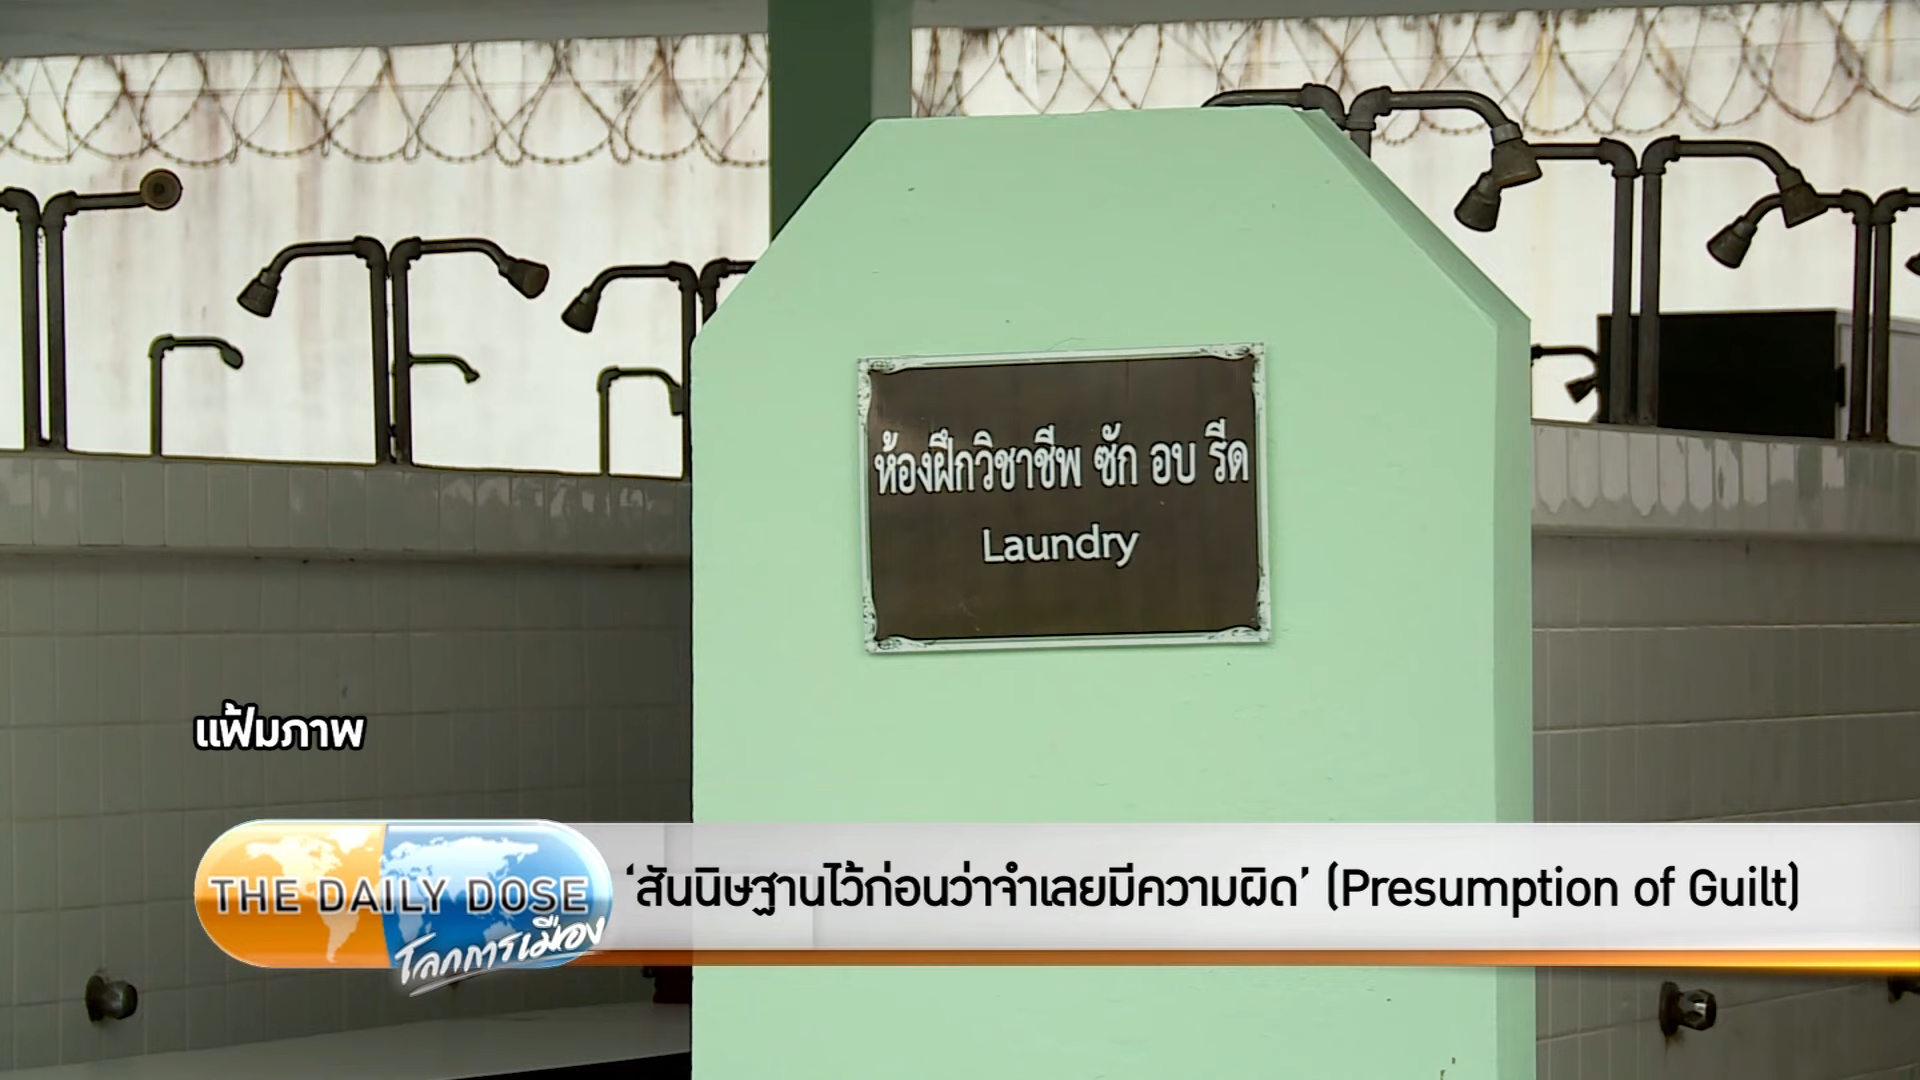 ห้องฝึกวิชาชีพ ซัก อบ รีด
Laundry
แฟ้มภาพ
THE DAILY DOSE
โลกการเมือง
‘สันนิษฐานไว้ก่อนว่าจำเลยมีความผิด’ (Presumption of Guilt)